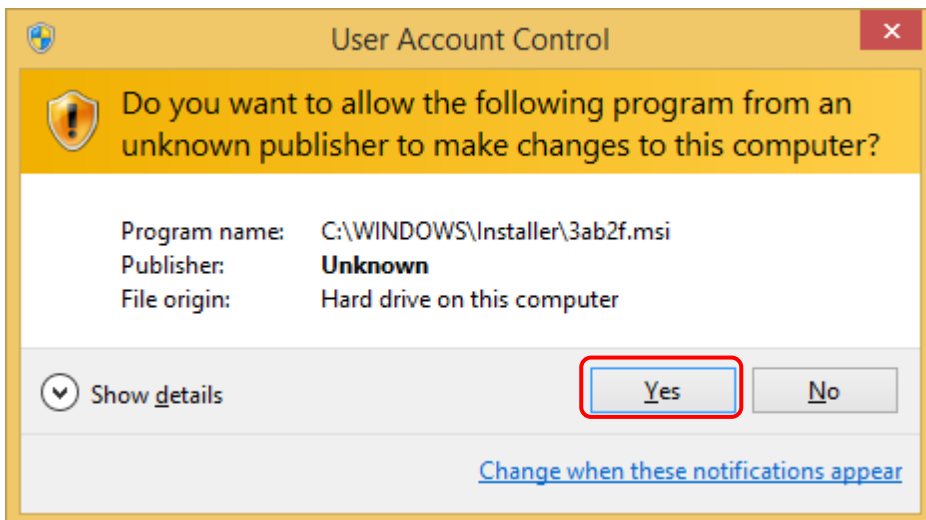 User Account Control
Do you want to allow the following program from an
unknown publisher to make changes to this computer?
Program name: C:\WINDOWS\Installer\3ab2f.msi
Publisher: Unknown
File origin: Hard drive on this computer
Show details Yes No
Change when these notifications appear